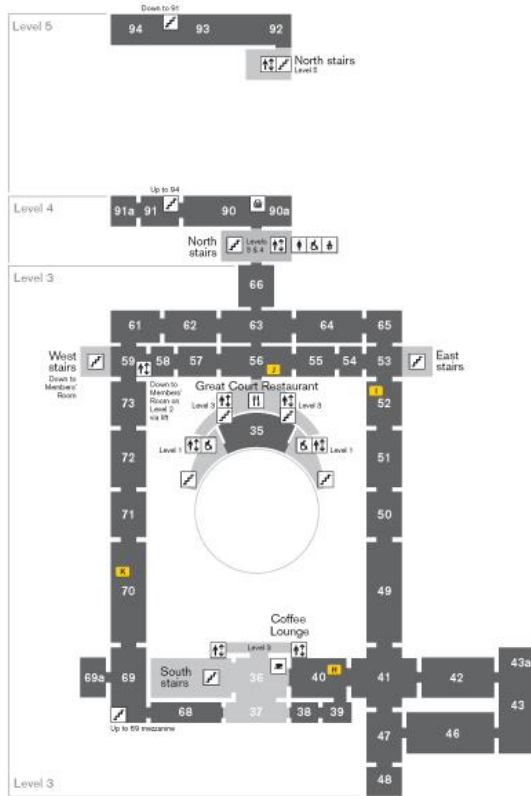 Down to 91
Level 5
94 93 92
North stairs
Level 5
Up to 94
Level 4
91a 91 90 90a
North
stairs
Levels
5 & 4
Level 3
66
61 62 63 64 65
West
stairs
Down to
Members'
Room
59 58 57 56 55 54 53
East
stairs
J
Down to
Members'
Room on
Level 2
via lift
Great Court Restaurant
I
73
Level 3
Level 3
52
35
72
Level 1
Level 1
51
71
50
K
70
49
Coffee
Lounge
Level 3
69a 69
South
stairs
36
40
H
41 42
43a
43
68 37 38 39
Up to 69 mezzanine
47 46
48
Level 3